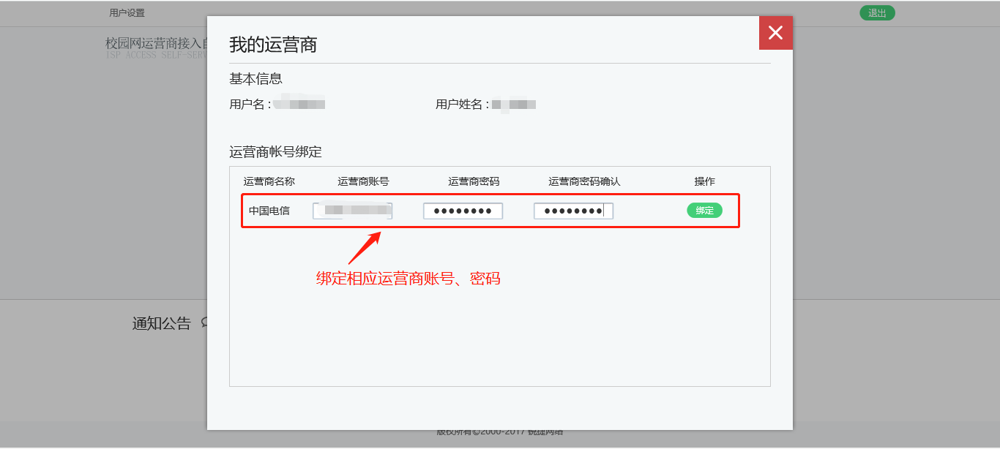 用户设置
退出
校园网运营商接入自
ISP ACCESS SELF-SERV
我的运营商
基本信息
用户名 :
用户姓名 :
运营商帐号绑定
运营商名称 运营商账号 运营商密码 运营商密码确认 操作
中国电信 ●●●●●●●● ●●●●●●●● 绑定
绑定相应运营商账号、密码
通知公告
版权所有©2000-2017 锐捷网络